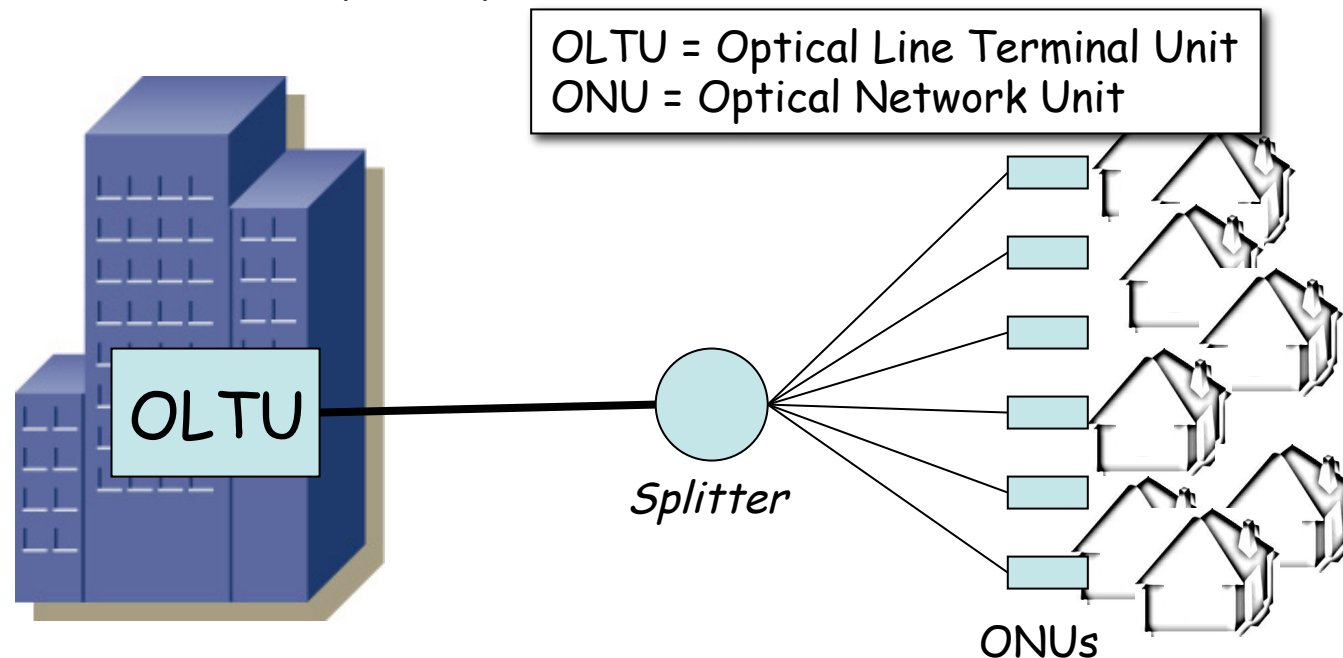 OLTU = Optical Line Terminal Unit
ONU = Optical Network Unit
OLTU
Splitter
ONUs